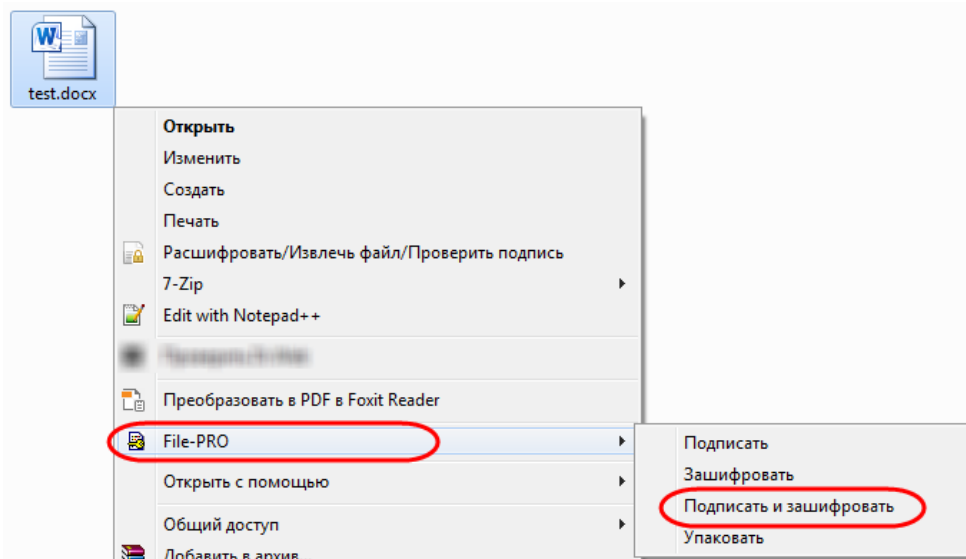 test.docx
Открыть
Изменить
Создать
Печать
Расшифровать/Извлечь файл/Проверить подпись
7-Zip
Edit with Notepad++
Преобразовать в PDF в Foxit Reader
File-PRO
Открыть с помощью
Общий доступ
Добавить в архив...
Подписать
Зашифровать
Подписать и зашифровать
Упаковать